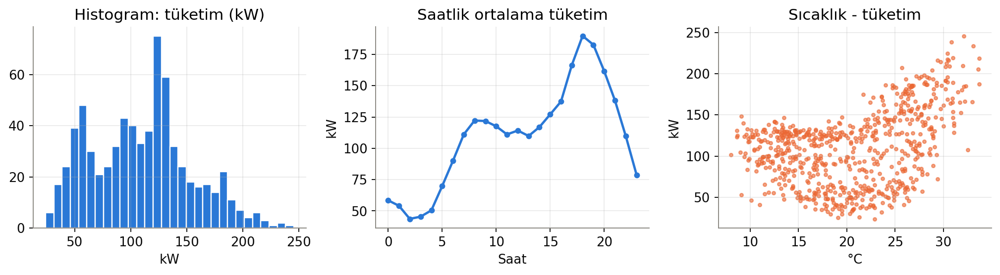 Histogram: tüketim (kW)
60
40
20
0
50 100 150 200 250
kW
Saatlik ortalama tüketim
kW
175
150
125
100
75
50
0 5 10 15 20
Saat
Sıcaklık - tüketim
kW
250
200
150
100
50
10 15 20 25 30
°C